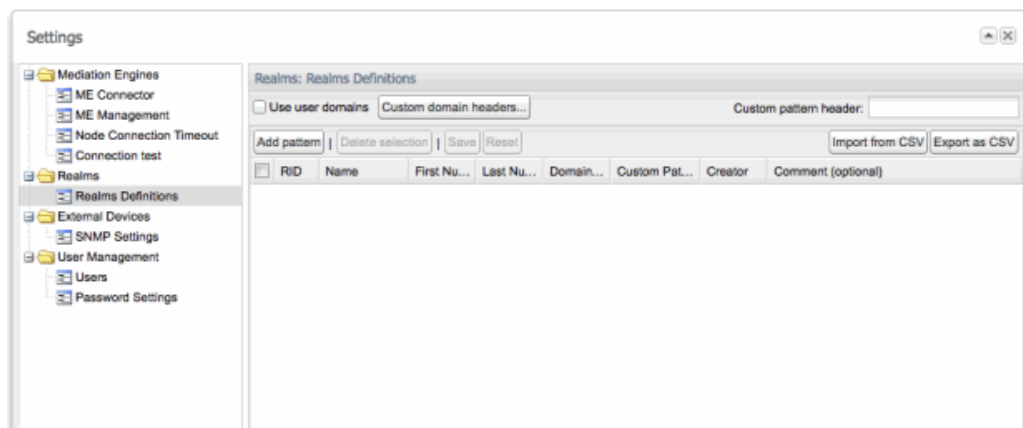 Settings
Mediation Engines
ME Connector
ME Management
Node Connection Timeout
Connection test
Realms
Realms Definitions
External Devices
SNMP Settings
User Management
Users
Password Settings
Realms: Realms Definitions
Use user domains Custom domain headers... Custom pattern header:
Add pattern | Delete selection | Save Reset Import from CSV Export as CSV
RID Name First Nu... Last Nu... Domain... Custom Pat... Creator Comment (optional)